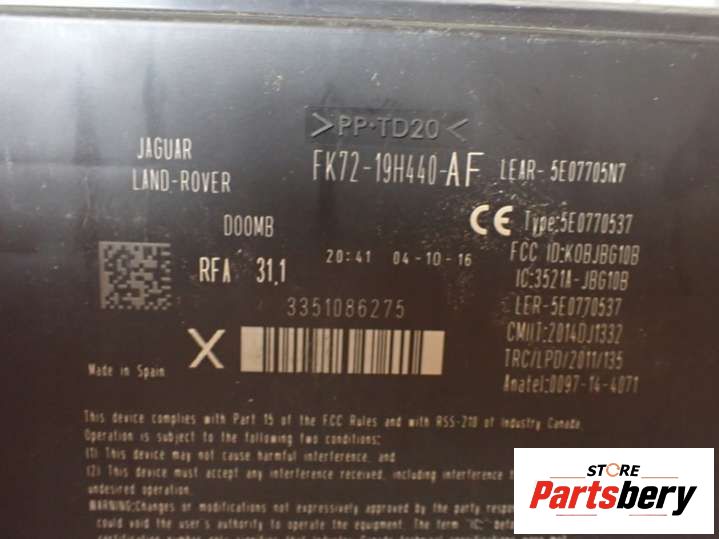 >PP-TD20<
JAGUAR
LAND-ROVER
FK72-19H440-AF
LEAR- 5E07705N7
D00MB
Type:5E0770537
20:41 04-10-16
FCC ID:KOBJBG10B
RFA 31,1
IC:3521A-JBG10B
3351086275
LER-5E0770537
X
CMIIT:2014DJ1332
TRC/LPD/2011/135
Made in Spain
Anatel:0097-14-4071
This device complies with Part 15 of the FCC Rules and with RSS-210 of Industry Canada.
Operation is subject to the following two conditions:
(1) This device may not cause harmful interference, and
(2) This device must accept any interference received, including interference
undesired operation.
WARNING:Changes or modifications not expressively approved by the party respo
could void the user's authority to operate the equipment. The term "IC" be
STORE
Partsbery